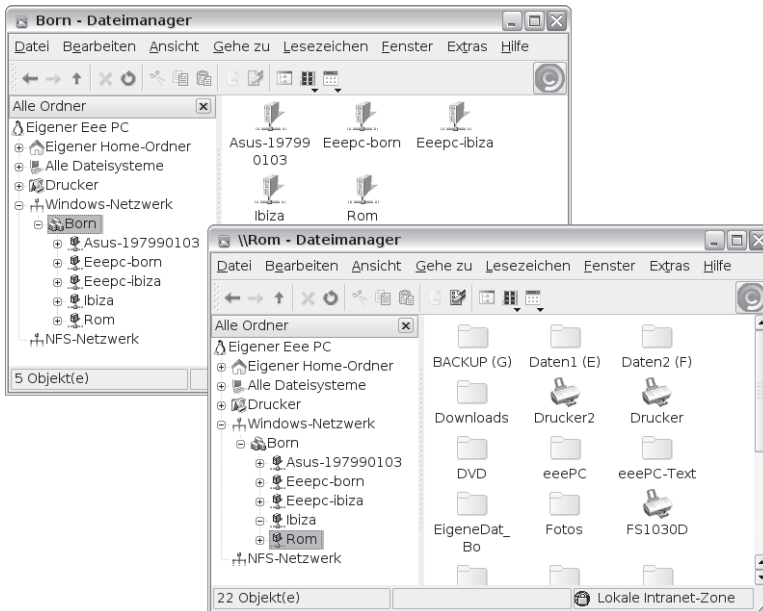 Born - Dateimanager
Datei Bearbeiten Ansicht Gehe zu Lesezeichen Fenster Extras Hilfe
Alle Ordner
Eigener Eee PC
Eigener Home-Ordner
Alle Dateisysteme
Drucker
Windows-Netzwerk
Born
Asus-197990103
Eeepc-born
Eeepc-ibiza
Ibiza
Rom
NFS-Netzwerk
5 Objekt(e)
Asus-19799
0103
Eeepc-born
Eeepc-ibiza
Ibiza
Rom
\\Rom - Dateimanager
Datei Bearbeiten Ansicht Gehe zu Lesezeichen Fenster Extras Hilfe
Alle Ordner
Eigener Eee PC
Eigener Home-Ordner
Alle Dateisysteme
Drucker
Windows-Netzwerk
Born
Asus-197990103
Eeepc-born
Eeepc-ibiza
Ibiza
Rom
NFS-Netzwerk
BACKUP (G) Daten1 (E) Daten2 (F)
Downloads Drucker2 Drucker
DVD eeePC eeePC-Text
EigeneDat_
Bo
Fotos FS1030D
22 Objekt(e)
Lokale Intranet-Zone